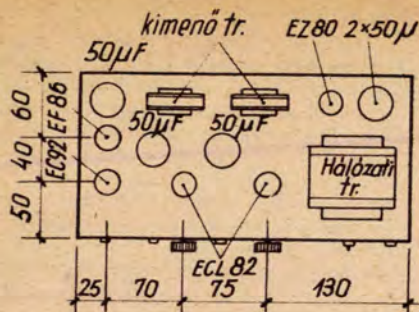 kimenő tr.
EZ80 2×50µ
50µF
60
EF86
50µF
50µF
40
EC92
Hálózati
tr.
50
ECL 82
25
70
75
130